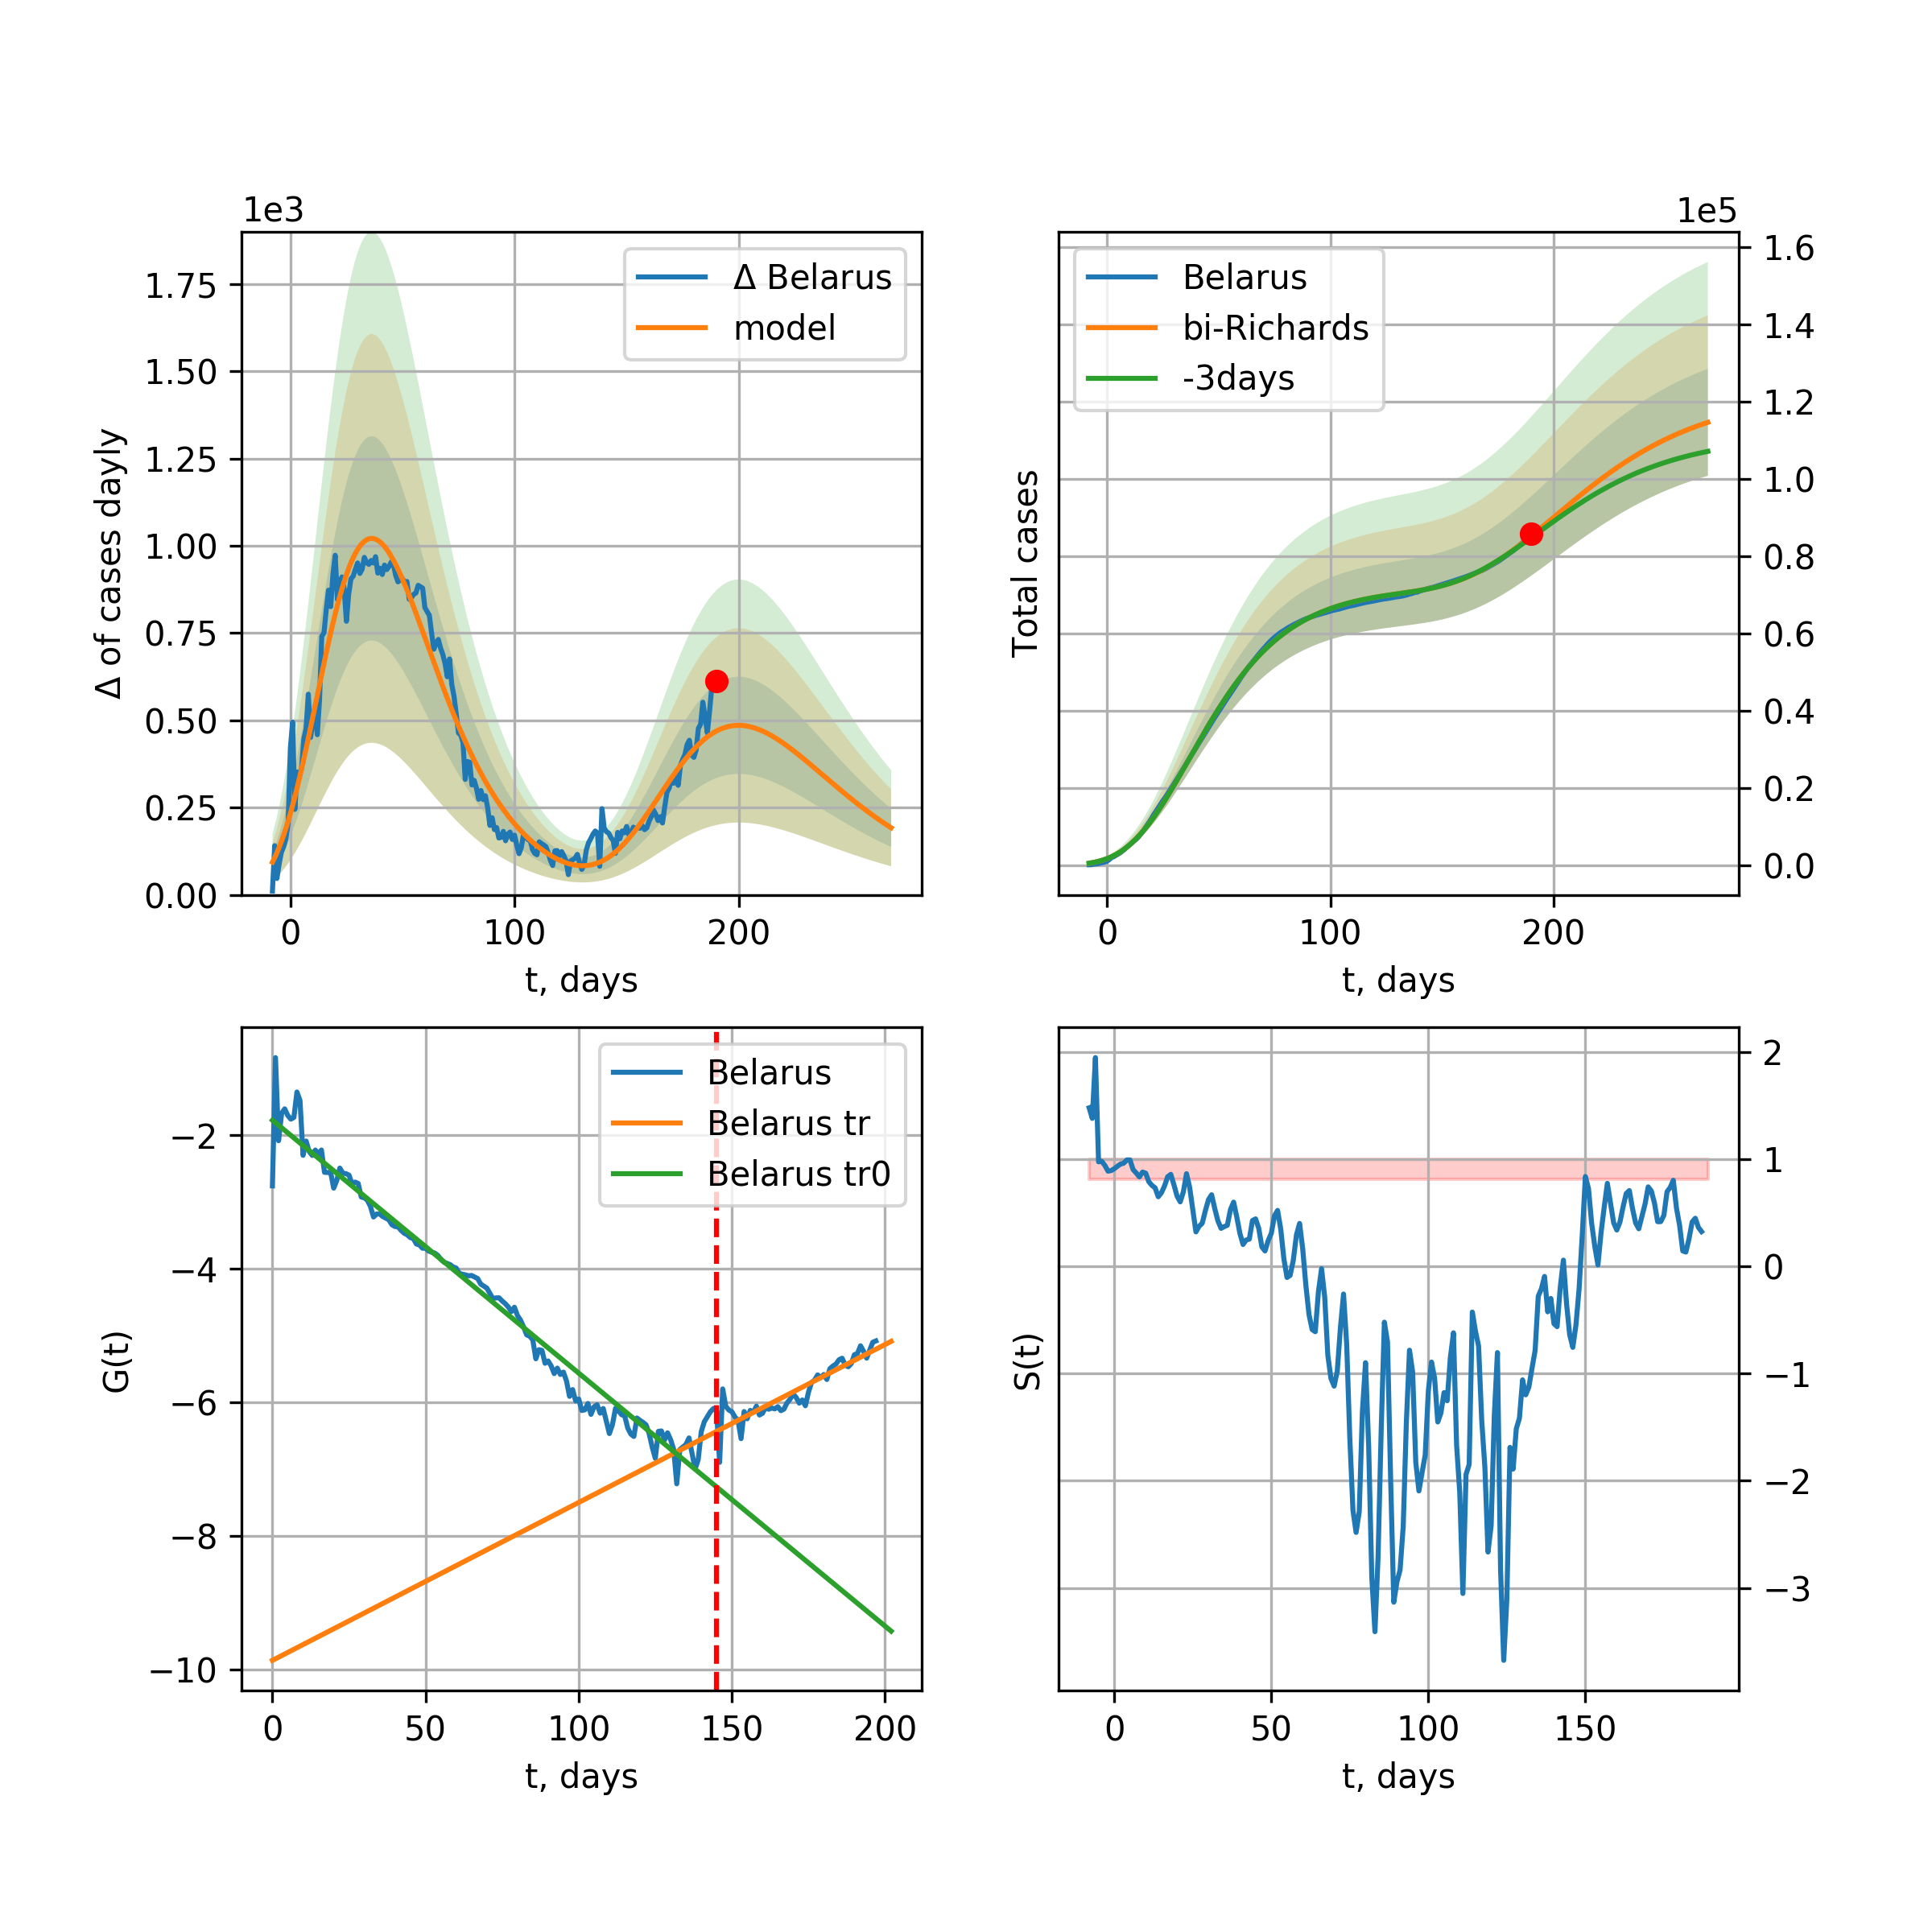 1e3
1.75
1.50
1.25
1.00
0.75
0.50
0.25
0.00
Δ of cases dayly
Δ Belarus
model
0
100
200
t, days
1e5
1.6
1.4
1.2
1.0
0.8
0.6
0.4
0.2
0.0
Total cases
Belarus
bi-Richards
-3days
0
100
200
t, days
−2
−4
−6
−8
−10
G(t)
Belarus
Belarus tr
Belarus tr0
0
50
100
150
200
t, days
2
1
0
−1
−2
−3
S(t)
0
50
100
150
t, days